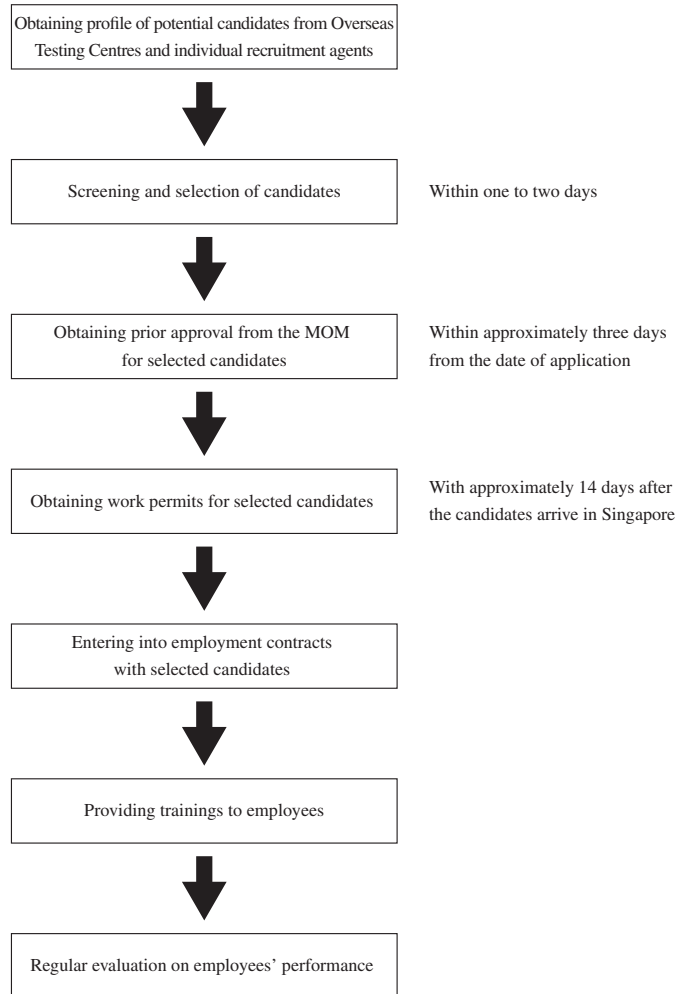 Obtaining profile of potential candidates from Overseas
Testing Centres and individual recruitment agents
Screening and selection of candidates
Within one to two days
Obtaining prior approval from the MOM
for selected candidates
Within approximately three days
from the date of application
Obtaining work permits for selected candidates
With approximately 14 days after
the candidates arrive in Singapore
Entering into employment contracts
with selected candidates
Providing trainings to employees
Regular evaluation on employees’ performance